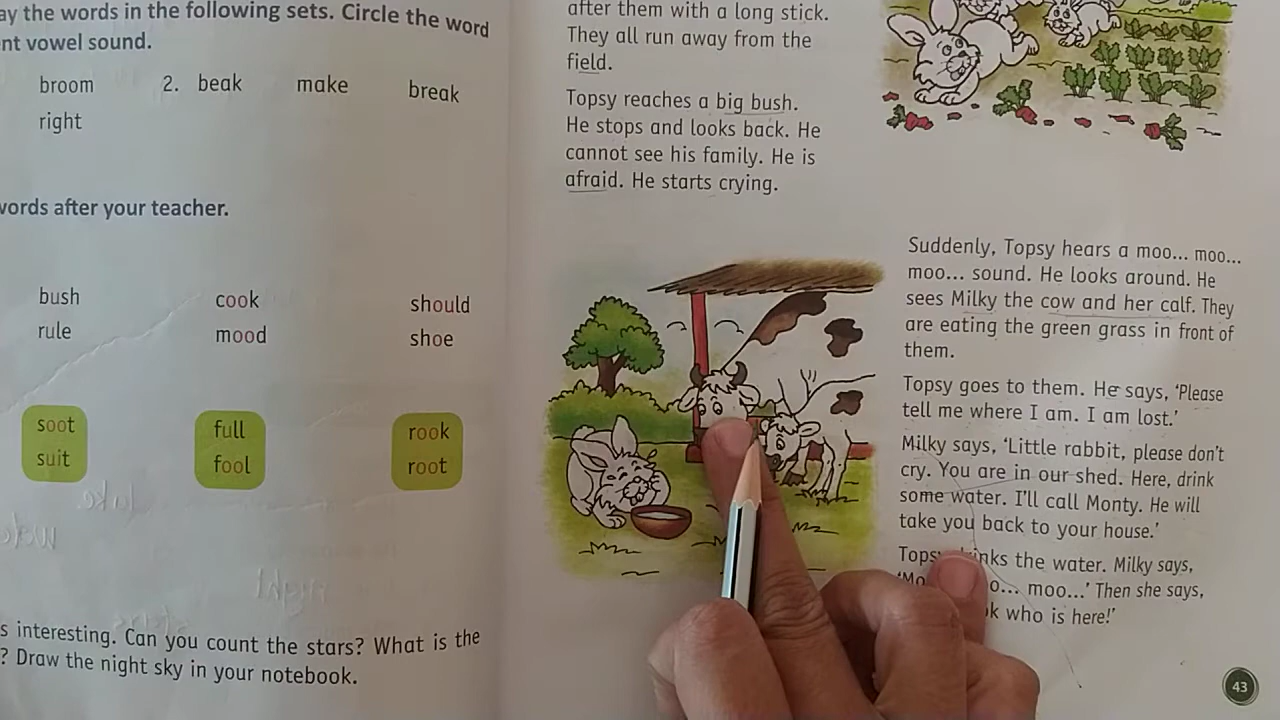 ay the words in the following sets. Circle the word
nt vowel sound.
broom 2. beak make break
right
words after your teacher.
bush cook should
rule mood shoe
soot full rook
suit fool root
s interesting. Can you count the stars? What is the
? Draw the night sky in your notebook.
after them with a long stick.
They all run away from the
field.
Topsy reaches a big bush.
He stops and looks back. He
cannot see his family. He is
afraid. He starts crying.
Suddenly, Topsy hears a moo... moo...
moo... sound. He looks around. He
sees Milky the cow and her calf. They
are eating the green grass in front of
them.
Topsy goes to them. He says, ‘Please
tell me where I am. I am lost.’
Milky says, ‘Little rabbit, please don’t
cry. You are in our shed. Here, drink
some water. I’ll call Monty. He will
take you back to your house.’
the water. Milky says,
moo...’ Then she says,
who is here!’
43